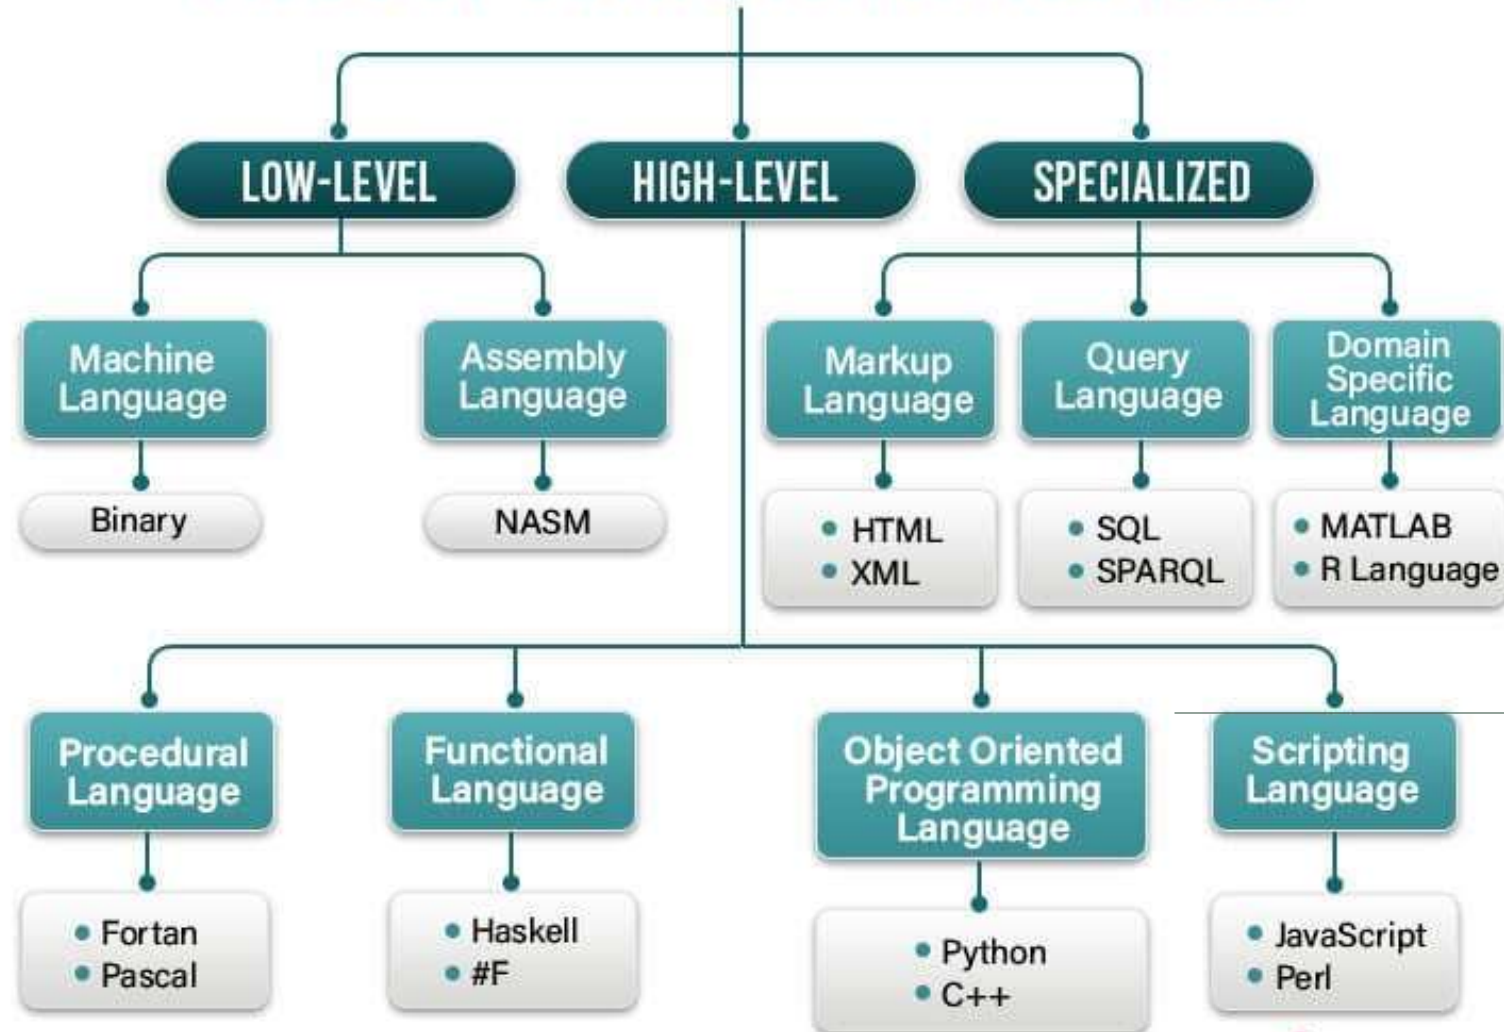 LOW-LEVEL
HIGH-LEVEL
SPECIALIZED
Machine
Language
Assembly
Language
Markup
Language
Query
Language
Domain
Specific
Language
Binary
NASM
• HTML
• XML
• SQL
• SPARQL
• MATLAB
• R Language
Procedural
Language
Functional
Language
Object Oriented
Programming
Language
Scripting
Language
• Fortan
• Pascal
• Haskell
• #F
• Python
• C++
• JavaScript
• Perl